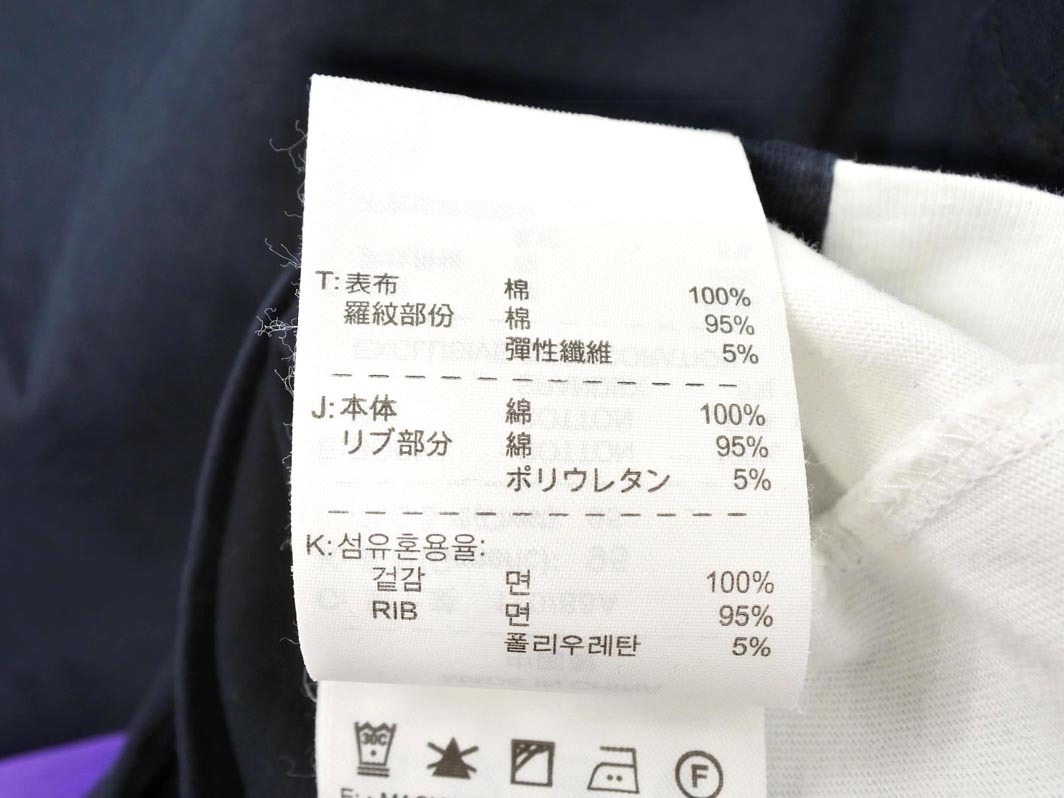 T: 表布 棉 100%
羅紋部份 棉 95%
彈性纖維 5%
J: 本体 綿 100%
リブ部分 綿 95%
ポリウレタン 5%
K: 섬유혼용율:
겉감 면 100%
RIB 면 95%
폴리우레탄 5%
30C
F